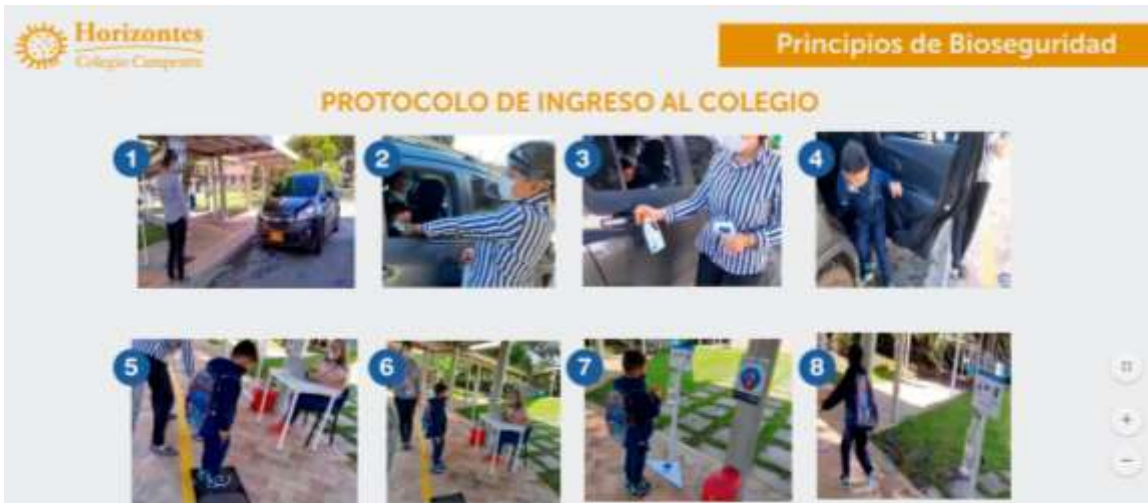 Horizontes
Colegio Campestre
Principios de Bioseguridad
PROTOCOLO DE INGRESO AL COLEGIO
1
2
3
4
5
6
7
8